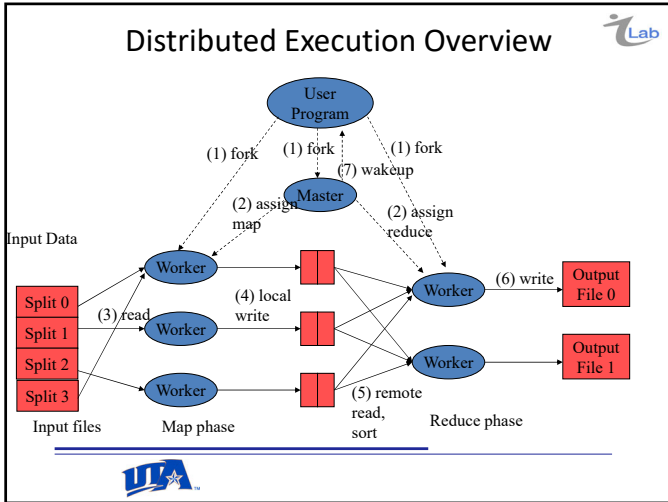 Distributed Execution Overview
iLab
User
Program
(1) fork
(1) fork
(1) fork
(7) wakeup
Master
(2) assign
map
(2) assign
reduce
Input Data
Worker
Split 0
Split 1
Split 2
Split 3
(3) read
(4) local
write
Worker
Worker
Worker
(6) write
Output
File 0
Worker
Output
File 1
(5) remote
read,
sort
Input files
Map phase
Reduce phase
UTA